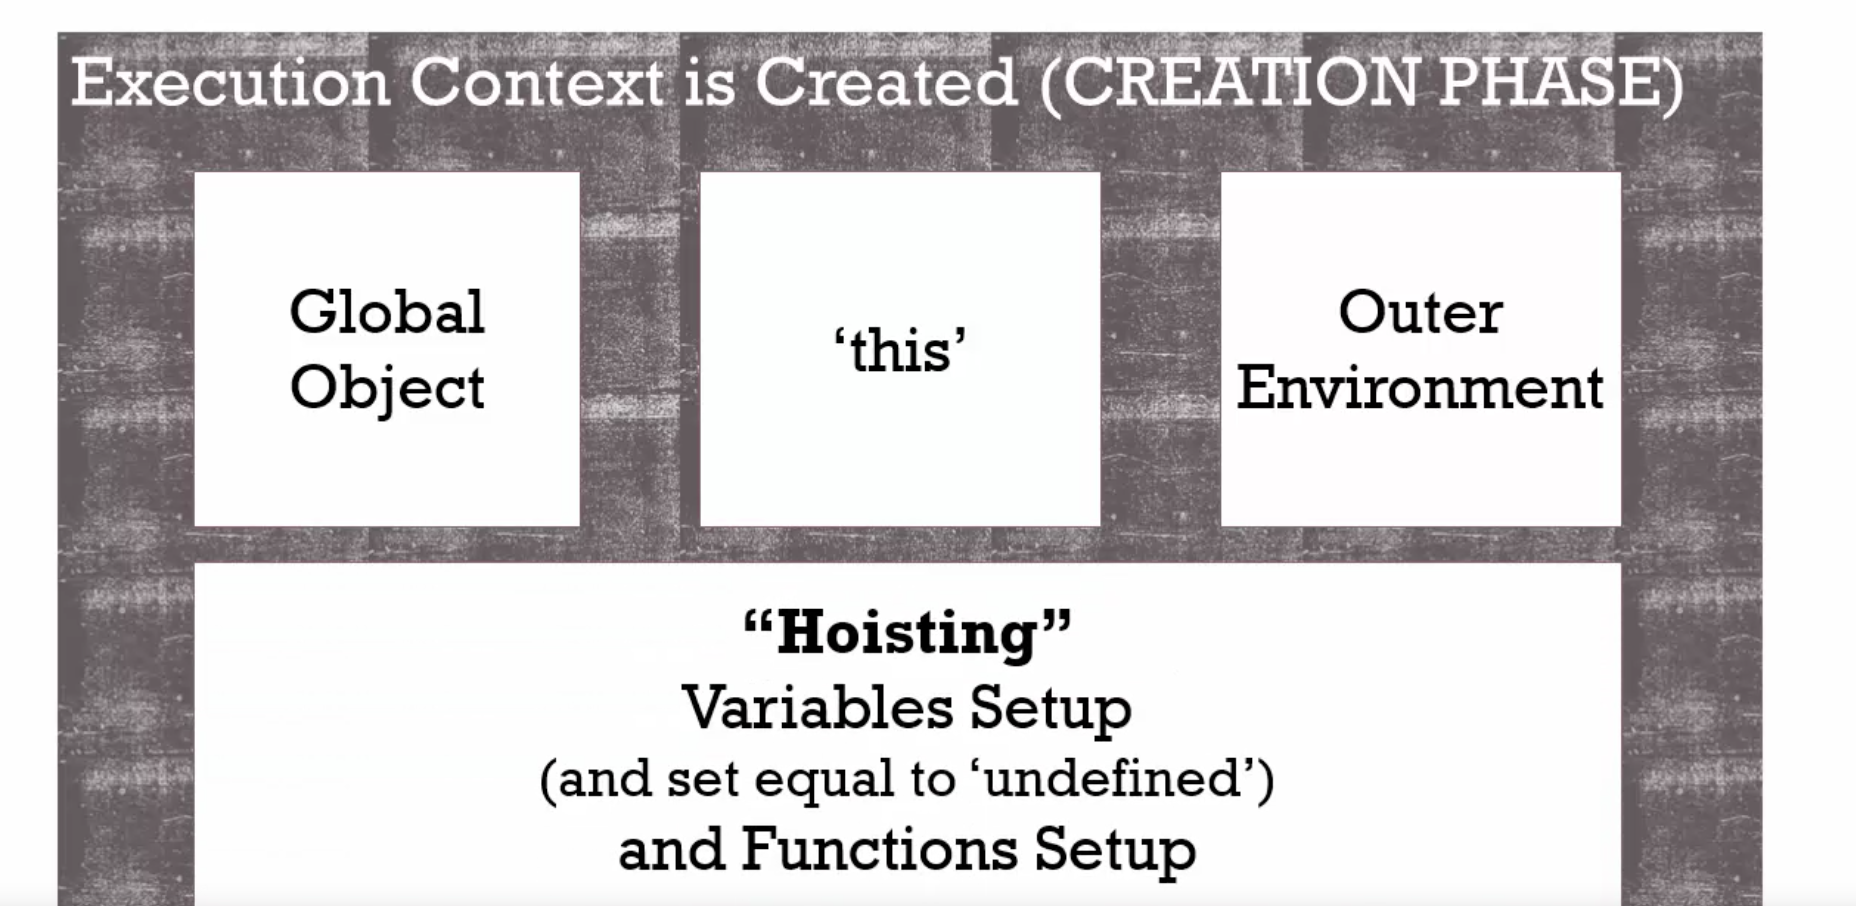 Execution Context is Created (CREATION PHASE)
Global
Object
‘this’
Outer
Environment
“Hoisting”
Variables Setup
(and set equal to ‘undefined’)
and Functions Setup